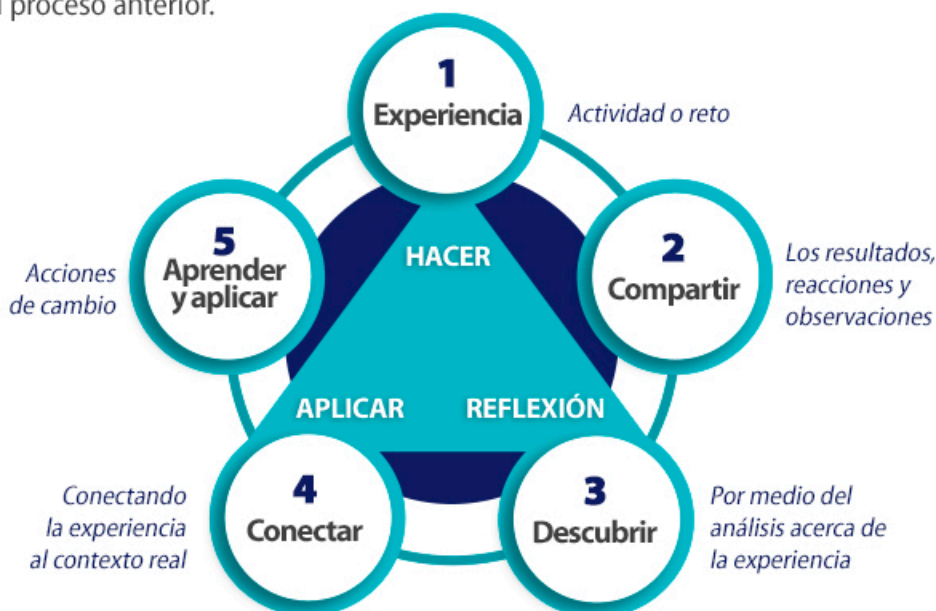 proceso anterior.
1
Experiencia
Actividad o reto
2
Compartir
Los resultados,
reacciones y
observaciones
3
Descubrir
Por medio del
análisis acerca de
la experiencia
4
Conectar
Conectando
la experiencia
al contexto real
5
Aprender
y aplicar
Acciones
de cambio
HACER
APLICAR
REFLEXIÓN